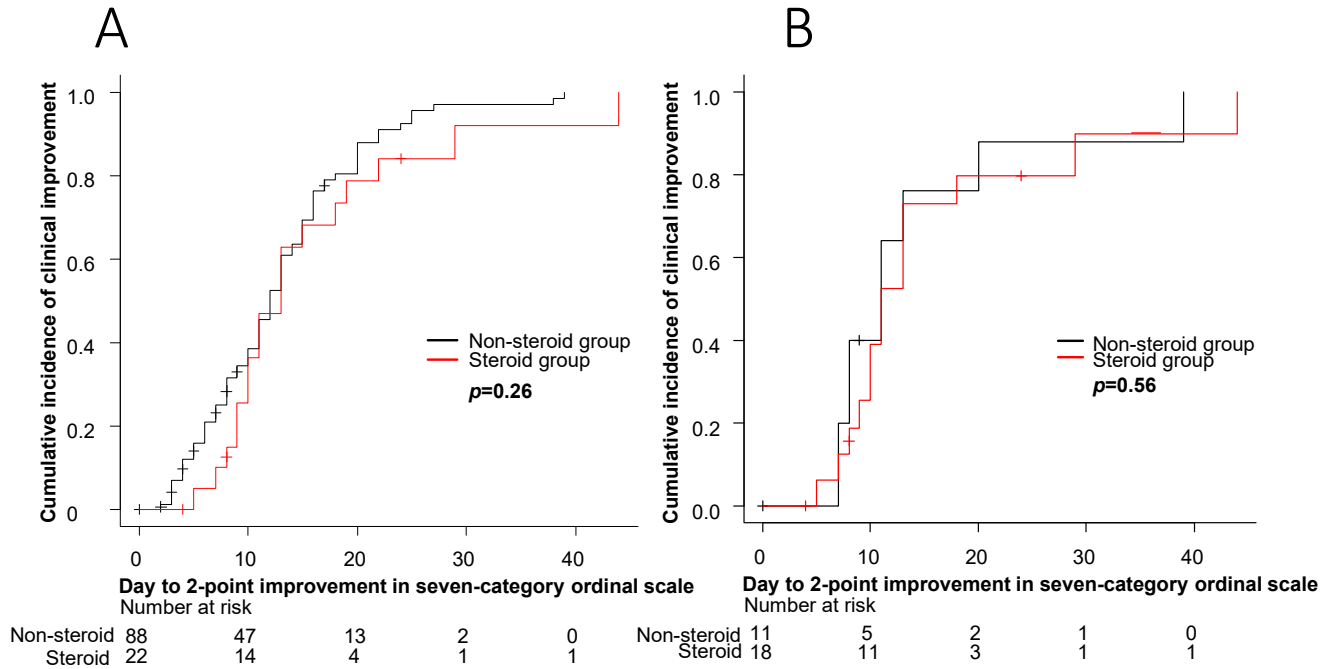 A
Cumulative incidence of clinical improvement
1.0
0.8
0.6
0.4
0.2
0
0 10 20 30 40
Non-steroid group
Steroid group
p=0.26
Day to 2-point improvement in seven-category ordinal scale
Number at risk
Non-steroid 88 47 13 2 0
Steroid 22 14 4 1 1
B
Cumulative incidence of clinical improvement
1.0
0.8
0.6
0.4
0.2
0.0
0 10 20 30 40
Non-steroid group
Steroid group
p=0.56
Day to 2-point improvement in seven-category ordinal scale
Number at risk
Non-steroid 11 5 2 1 0
Steroid 18 11 3 1 1